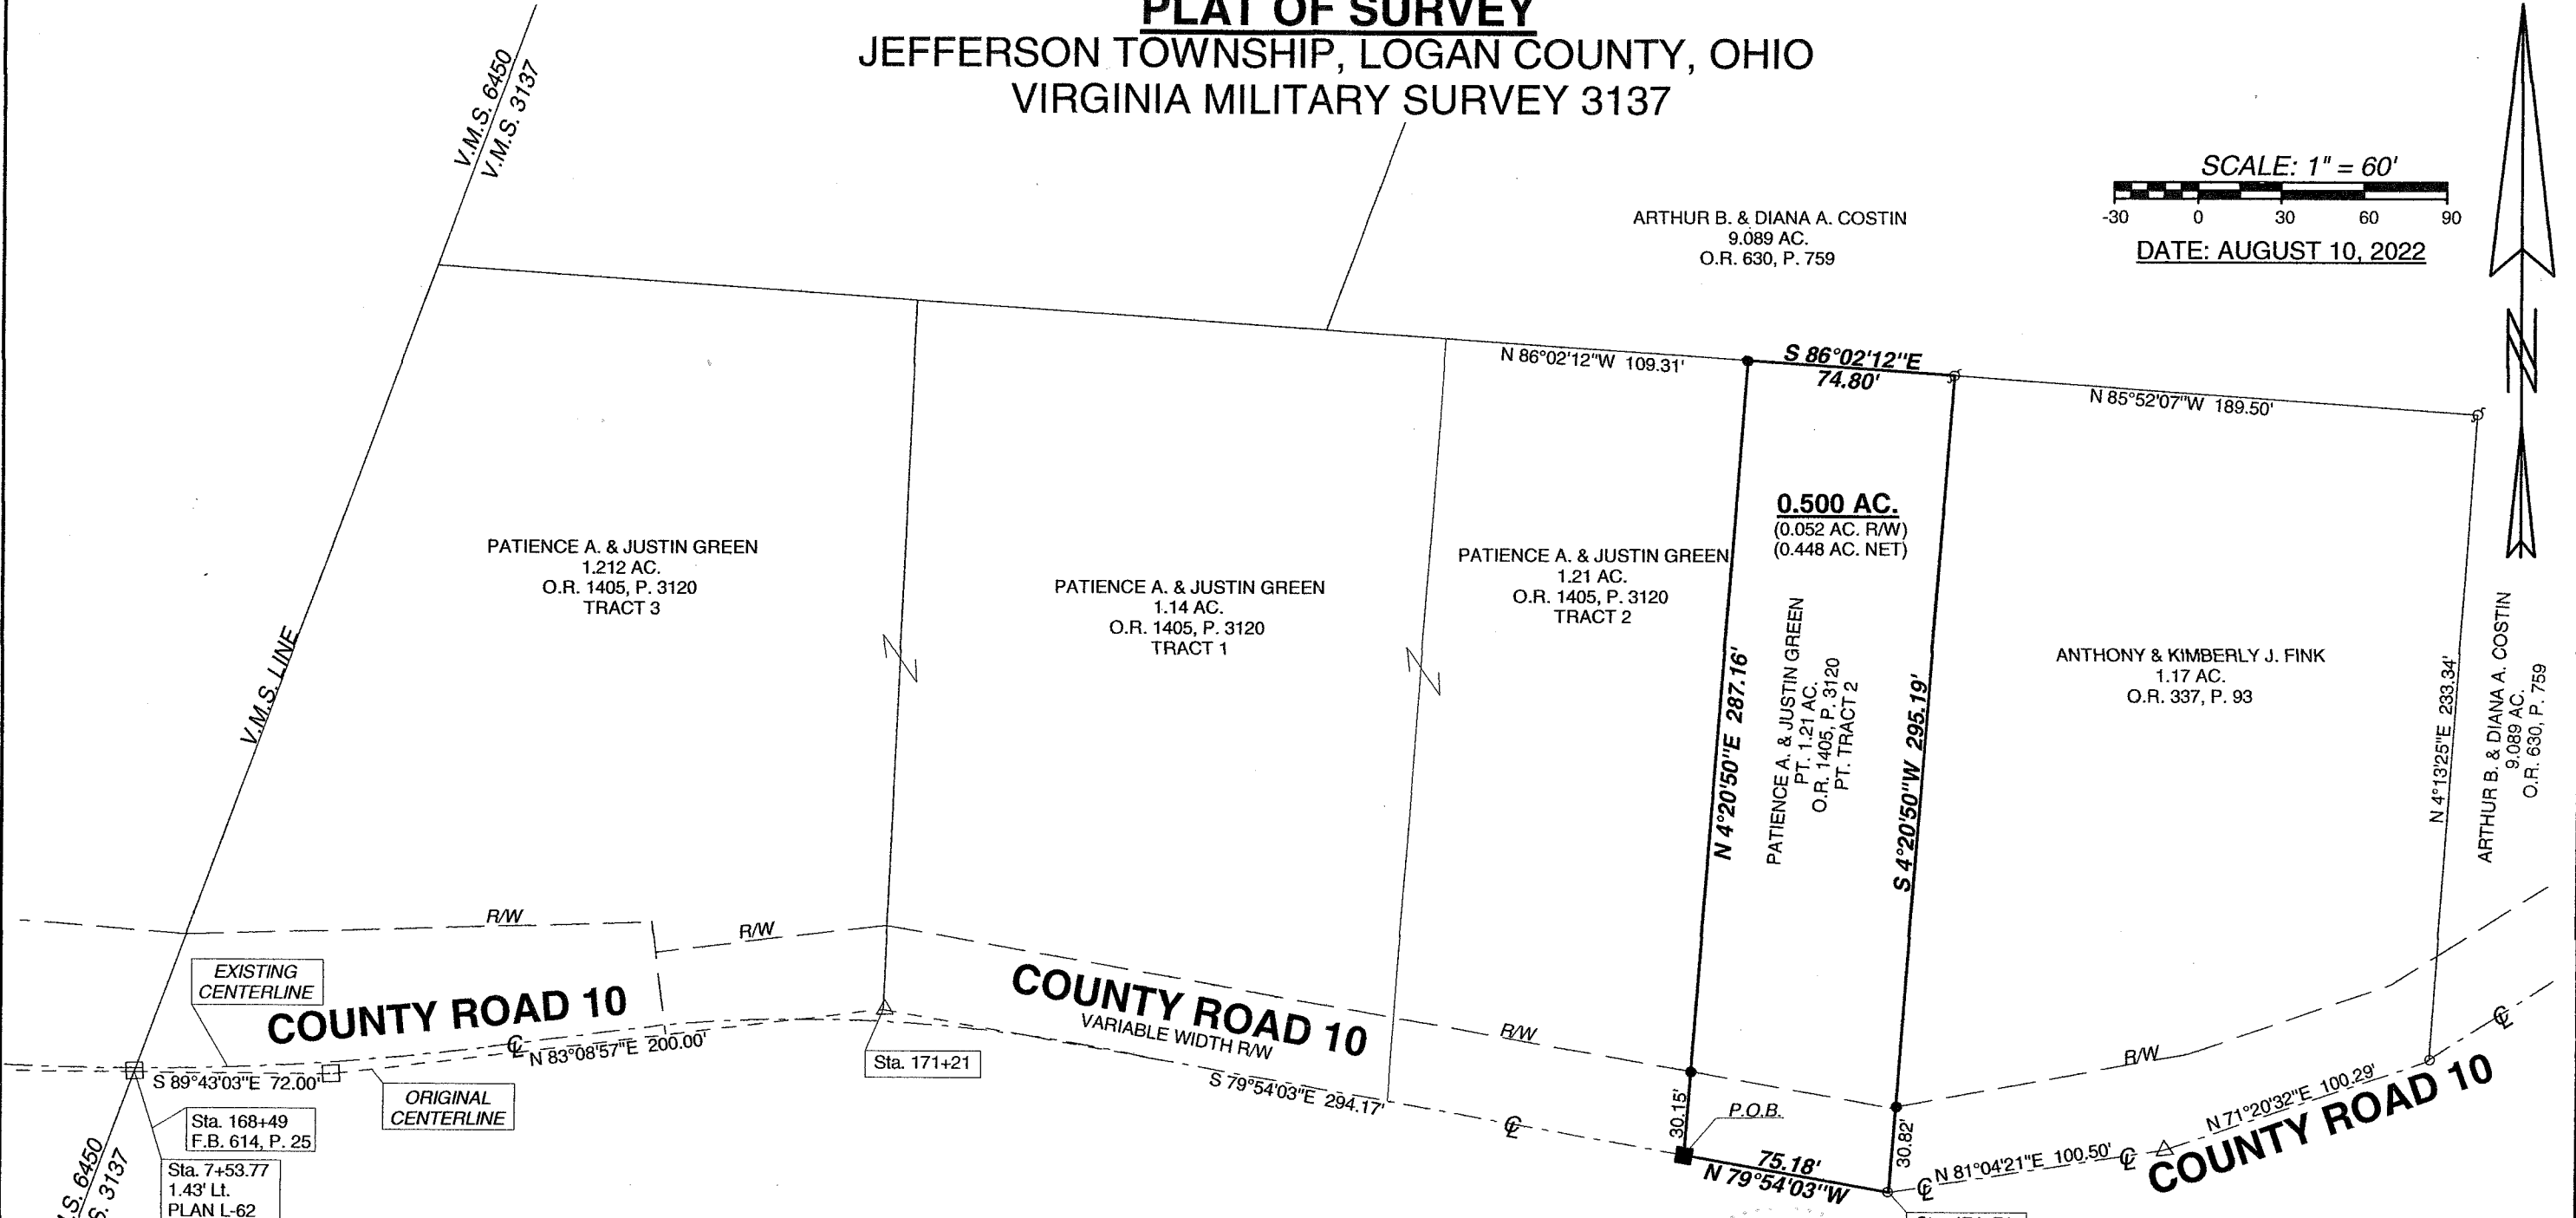 PLAT OF SURVEY
JEFFERSON TOWNSHIP, LOGAN COUNTY, OHIO
VIRGINIA MILITARY SURVEY 3137
V.M.S. 6450
V.M.S. 3137
SCALE: 1" = 60'
-30 0 30 60 90
DATE: AUGUST 10, 2022
N
ARTHUR B. & DIANA A. COSTIN
9.089 AC.
O.R. 630, P. 759
N 86°02'12"W 109.31'
S 86°02'12"E
74.80'
N 85°52'07"W 189.50'
PATIENCE A. & JUSTIN GREEN
1.212 AC.
O.R. 1405, P. 3120
TRACT 3
PATIENCE A. & JUSTIN GREEN
1.14 AC.
O.R. 1405, P. 3120
TRACT 1
PATIENCE A. & JUSTIN GREEN
1.21 AC.
O.R. 1405, P. 3120
TRACT 2
0.500 AC.
(0.052 AC. R/W)
(0.448 AC. NET)
N 4°20'50"E 287.16'
PATIENCE A. & JUSTIN GREEN
PT. 1.21 AC.
O.R. 1405, P. 3120
PT. TRACT 2
S 4°20'50"W 295.19'
ANTHONY & KIMBERLY J. FINK
1.17 AC.
O.R. 337, P. 93
N 4°13'25"E 233.34'
ARTHUR B. & DIANA A. COSTIN
9.089 AC.
O.R. 630, P. 759
V.M.S. LINE
R/W
R/W
EXISTING
CENTERLINE
COUNTY ROAD 10
COUNTY ROAD 10
VARIABLE WIDTH R/W
R/W
R/W
S 89°43'03"E 72.00'
N 83°08'57"E 200.00'
Sta. 171+21
S 79°54'03"E 294.17'
ORIGINAL
CENTERLINE
Sta. 168+49
F.B. 614, P. 25
Sta. 7+53.77
1.43' Lt.
PLAN L-62
.S. 6450
S. 3137
30.15'
P.O.B.
75.18'
N 79°54'03"W
30.82'
N 81°04'21"E 100.50'
N 71°20'32"E 100.29'
COUNTY ROAD 10